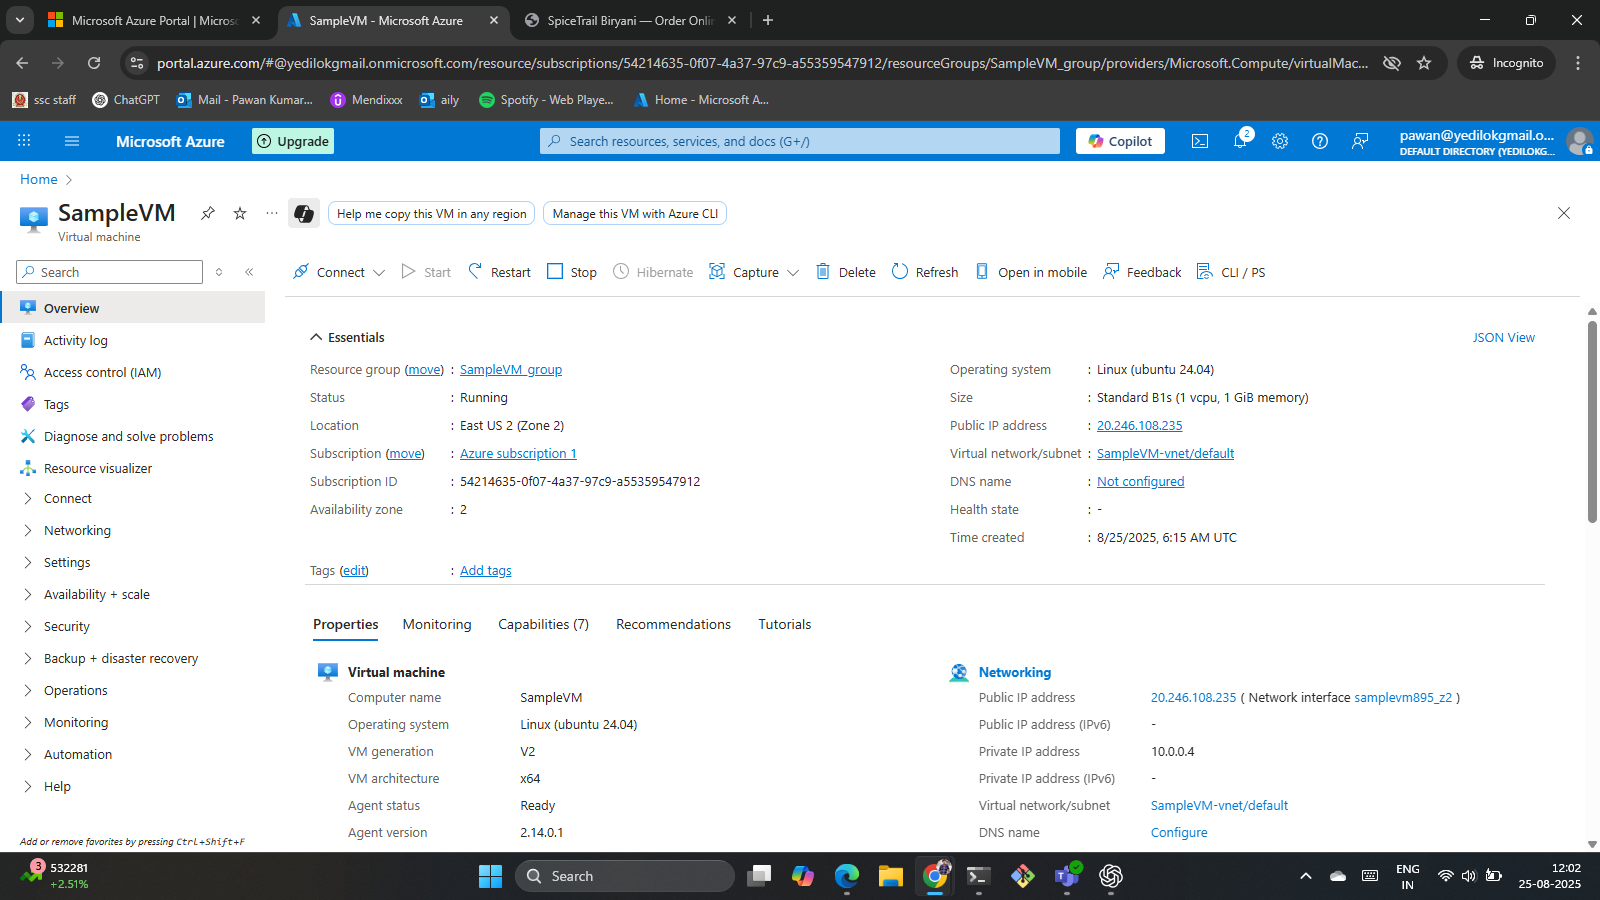 Microsoft Azure Portal | Micros
SampleVM - Microsoft Azure
SpiceTrail Biryani — Order Onlin
portal.azure.com/#@yedilokgmail.onmicrosoft.com/resource/subscriptions/54214635-0f07-4a37-97c9-a55359547912/resourceGroups/SampleVM_group/providers/Microsoft.Compute/virtualMac...
Incognito
ssc staff
ChatGPT
Mail - Pawan Kumar...
Mendixxx
aily
Spotify - Web Playe...
Home - Microsoft A...
Microsoft Azure
Upgrade
Search resources, services, and docs (G+/)
Copilot
2
pawan@yedilokgmail.o...
DEFAULT DIRECTORY (YEDILOKG...
Home
SampleVM
Virtual machine
Help me copy this VM in any region
Manage this VM with Azure CLI
Search
Connect
Start
Restart
Stop
Hibernate
Capture
Delete
Refresh
Open in mobile
Feedback
CLI / PS
Overview
Activity log
Access control (IAM)
Tags
Diagnose and solve problems
Resource visualizer
Connect
Networking
Settings
Availability + scale
Security
Backup + disaster recovery
Operations
Monitoring
Automation
Help
Add or remove favorites by pressing Ctrl+Shift+F
Essentials
JSON View
Resource group (move) : SampleVM_group
Status : Running
Location : East US 2 (Zone 2)
Subscription (move) : Azure subscription 1
Subscription ID : 54214635-0f07-4a37-97c9-a55359547912
Availability zone : 2
Operating system : Linux (ubuntu 24.04)
Size : Standard B1s (1 vcpu, 1 GiB memory)
Public IP address : 20.246.108.235
Virtual network/subnet : SampleVM-vnet/default
DNS name : Not configured
Health state : -
Time created : 8/25/2025, 6:15 AM UTC
Tags (edit) : Add tags
Properties
Monitoring
Capabilities (7)
Recommendations
Tutorials
Virtual machine
Computer name SampleVM
Operating system Linux (ubuntu 24.04)
VM generation V2
VM architecture x64
Agent status Ready
Agent version 2.14.0.1
Networking
Public IP address 20.246.108.235 ( Network interface samplevm895_z2 )
Public IP address (IPv6) -
Private IP address 10.0.0.4
Private IP address (IPv6) -
Virtual network/subnet SampleVM-vnet/default
DNS name Configure
3
532281
+2.51%
Search
ENG
IN
12:02
25-08-2025